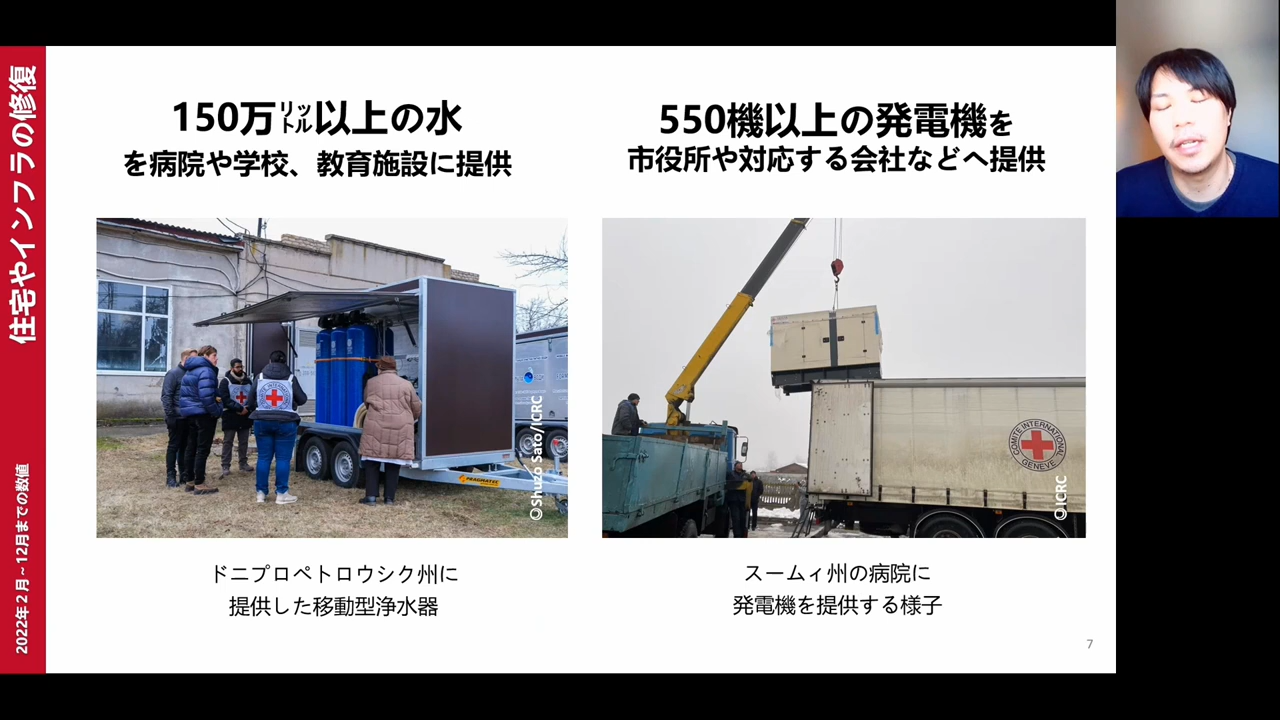 住宅やインフラの修復
2022年2月~12月までの数値
150万リットル以上の水
を病院や学校、教育施設に提供
550機以上の発電機を
市役所や対応する会社などへ提供
©Shuzo Sato/ICRC
PRAGMATEC
COMITE INTERNATIONAL
GENEVE
©ICRC
ドニプロペトロウシク州に
提供した移動型浄水器
スームィ州の病院に
発電機を提供する様子
7